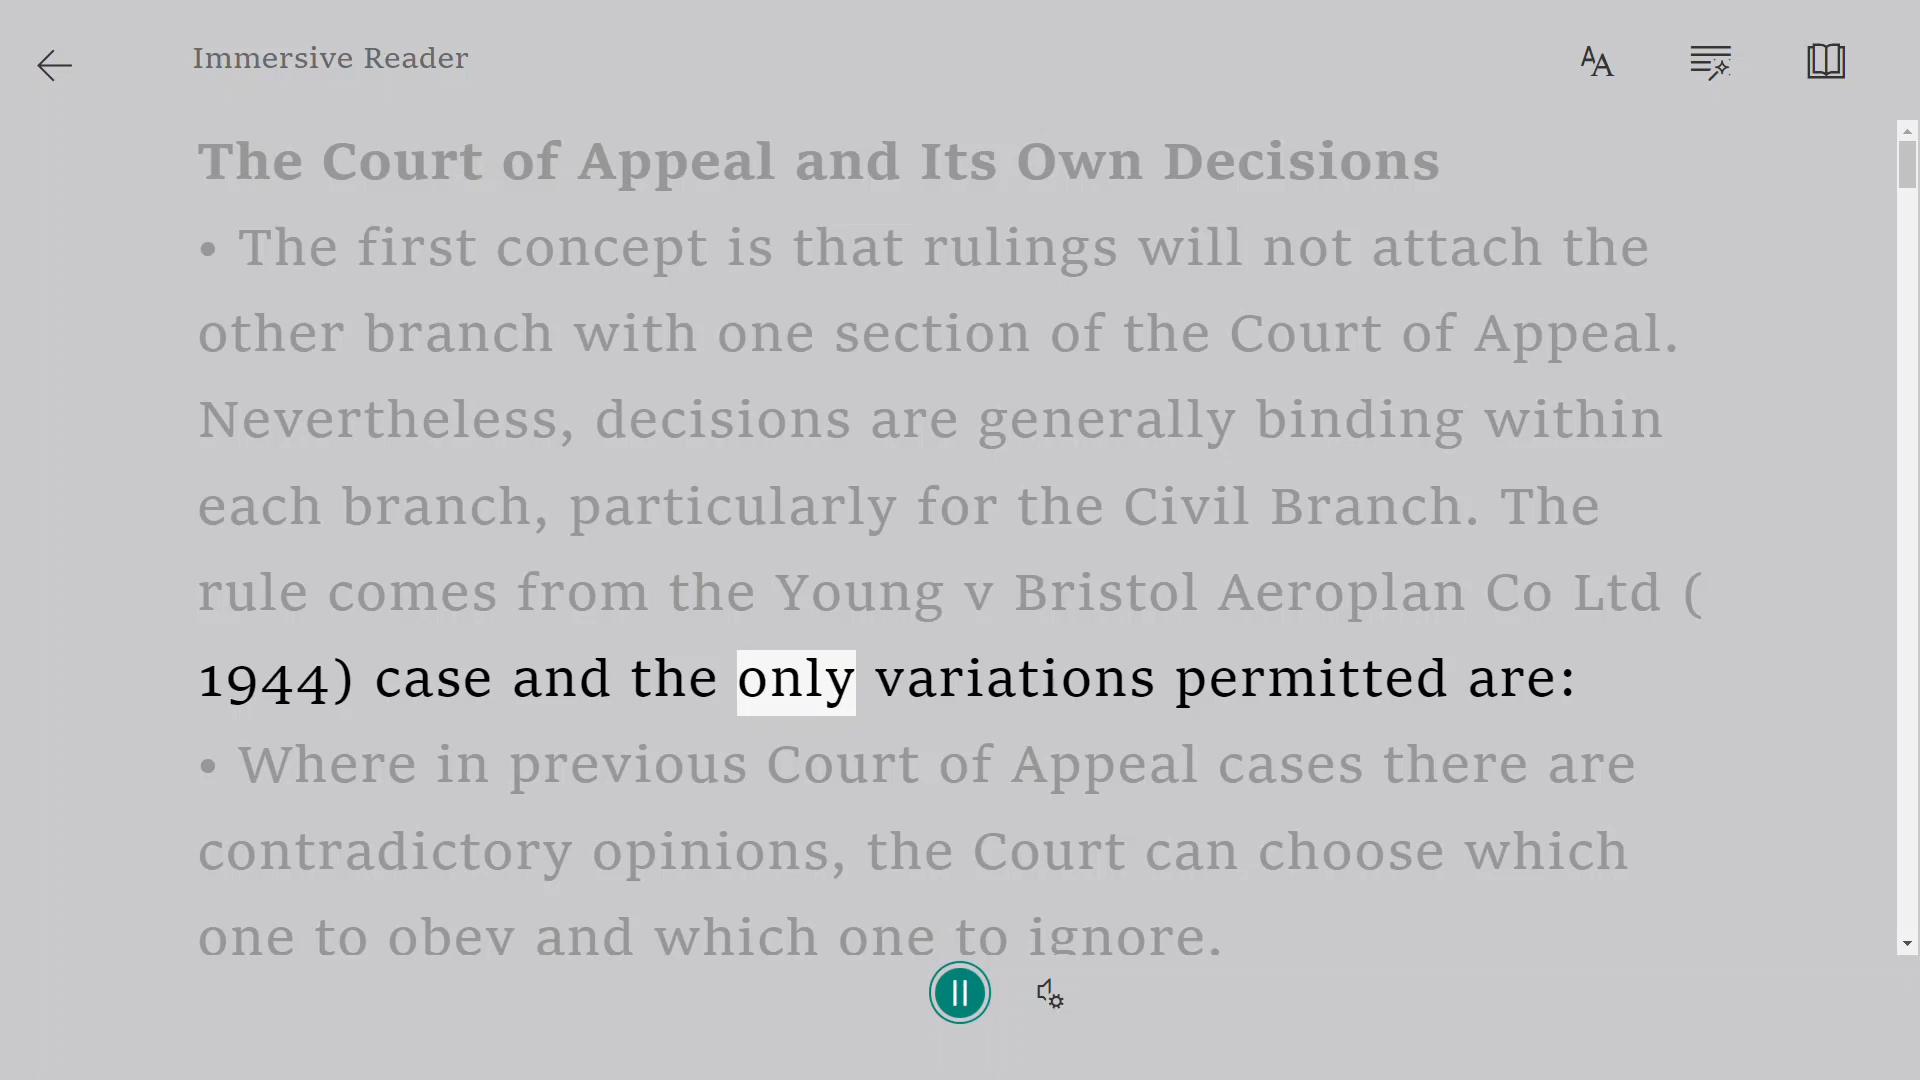 Immersive Reader
The Court of Appeal and Its Own Decisions
• The first concept is that rulings will not attach the
other branch with one section of the Court of Appeal.
Nevertheless, decisions are generally binding within
each branch, particularly for the Civil Branch. The
rule comes from the Young v Bristol Aeroplan Co Ltd (
1944) case and the only variations permitted are:
• Where in previous Court of Appeal cases there are
contradictory opinions, the Court can choose which
one to obey and which one to ignore.